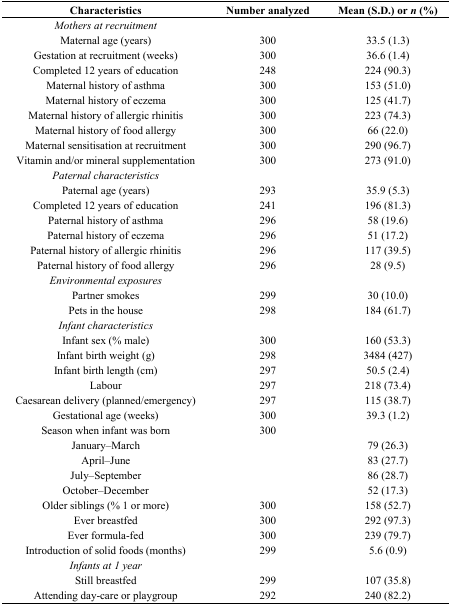 Characteristics Number analyzed Mean (S.D.) or n (%)
Mothers at recruitment
Maternal age (years) 300 33.5 (1.3)
Gestation at recruitment (weeks) 300 36.6 (1.4)
Completed 12 years of education 248 224 (90.3)
Maternal history of asthma 300 153 (51.0)
Maternal history of eczema 300 125 (41.7)
Maternal history of allergic rhinitis 300 223 (74.3)
Maternal history of food allergy 300 66 (22.0)
Maternal sensitisation at recruitment 300 290 (96.7)
Vitamin and/or mineral supplementation 300 273 (91.0)
Paternal characteristics
Paternal age (years) 293 35.9 (5.3)
Completed 12 years of education 241 196 (81.3)
Paternal history of asthma 296 58 (19.6)
Paternal history of eczema 296 51 (17.2)
Paternal history of allergic rhinitis 296 117 (39.5)
Paternal history of food allergy 296 28 (9.5)
Environmental exposures
Partner smokes 299 30 (10.0)
Pets in the house 298 184 (61.7)
Infant characteristics
Infant sex (% male) 300 160 (53.3)
Infant birth weight (g) 298 3484 (427)
Infant birth length (cm) 297 50.5 (2.4)
Labour 297 218 (73.4)
Caesarean delivery (planned/emergency) 297 115 (38.7)
Gestational age (weeks) 300 39.3 (1.2)
Season when infant was born 300
January–March 79 (26.3)
April–June 83 (27.7)
July–September 86 (28.7)
October–December 52 (17.3)
Older siblings (% 1 or more) 300 158 (52.7)
Ever breastfed 300 292 (97.3)
Ever formula-fed 300 239 (79.7)
Introduction of solid foods (months) 299 5.6 (0.9)
Infants at 1 year
Still breastfed 299 107 (35.8)
Attending day-care or playgroup 292 240 (82.2)